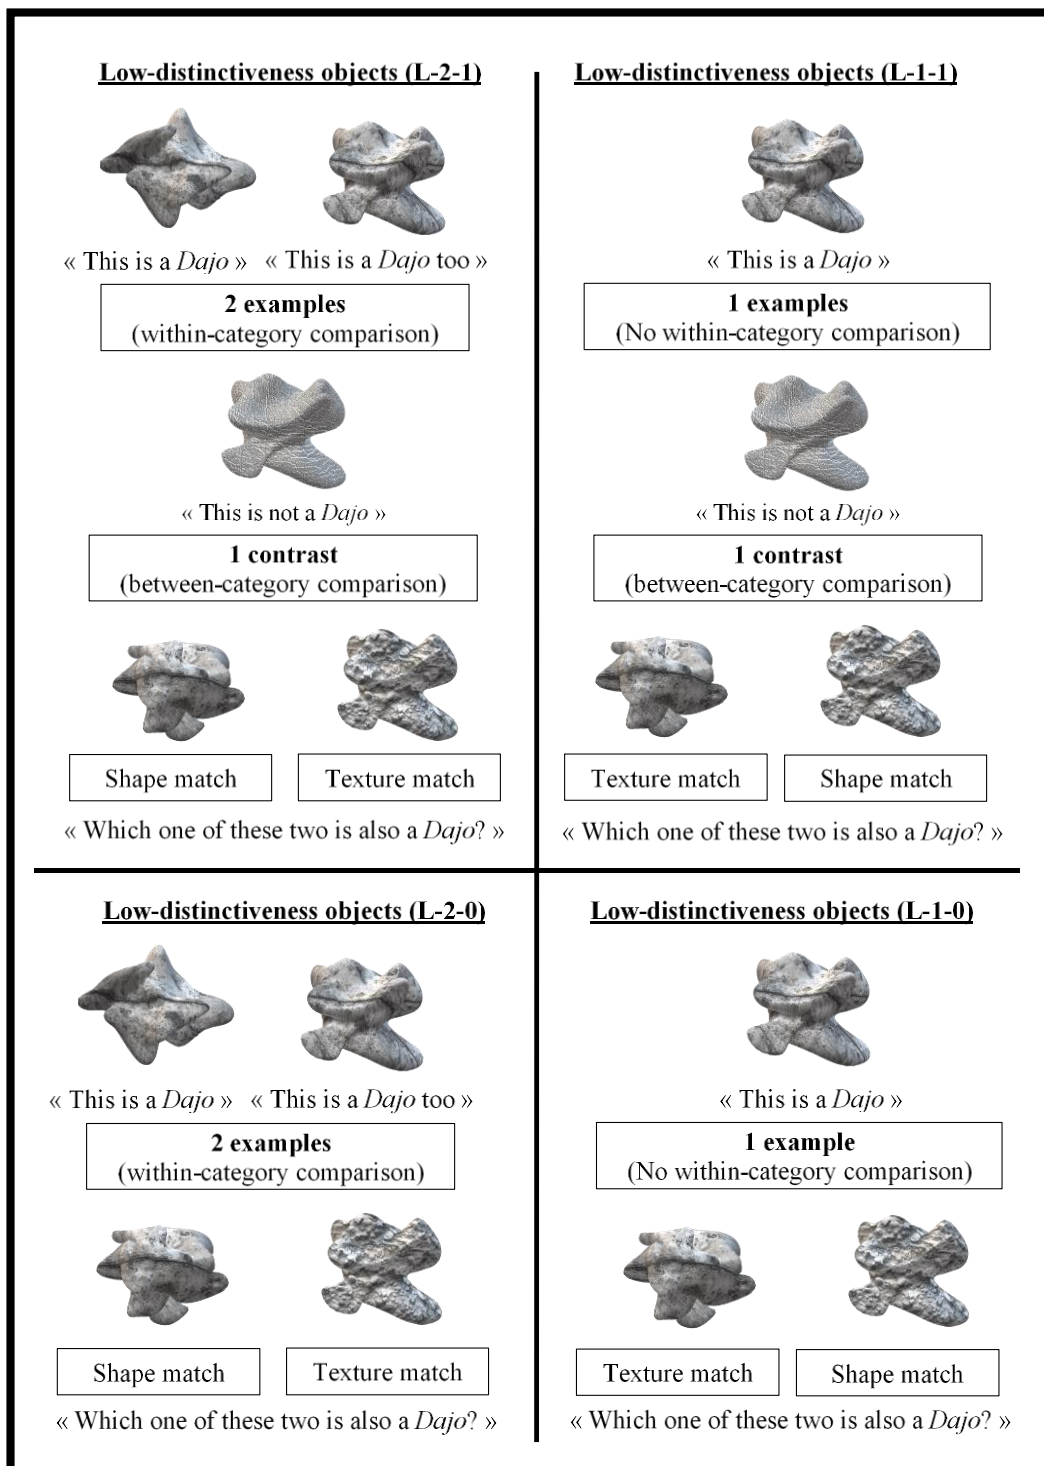 Low-distinctiveness objects (L-2-1)
« This is a Dajo » « This is a Dajo too »
2 examples
(within-category comparison)
« This is not a Dajo »
1 contrast
(between-category comparison)
Shape match
Texture match
« Which one of these two is also a Dajo? »
Low-distinctiveness objects (L-1-1)
« This is a Dajo »
1 examples
(No within-category comparison)
« This is not a Dajo »
1 contrast
(between-category comparison)
Texture match
Shape match
« Which one of these two is also a Dajo? »
Low-distinctiveness objects (L-2-0)
« This is a Dajo » « This is a Dajo too »
2 examples
(within-category comparison)
Shape match
Texture match
« Which one of these two is also a Dajo? »
Low-distinctiveness objects (L-1-0)
« This is a Dajo »
1 example
(No within-category comparison)
Texture match
Shape match
« Which one of these two is also a Dajo? »